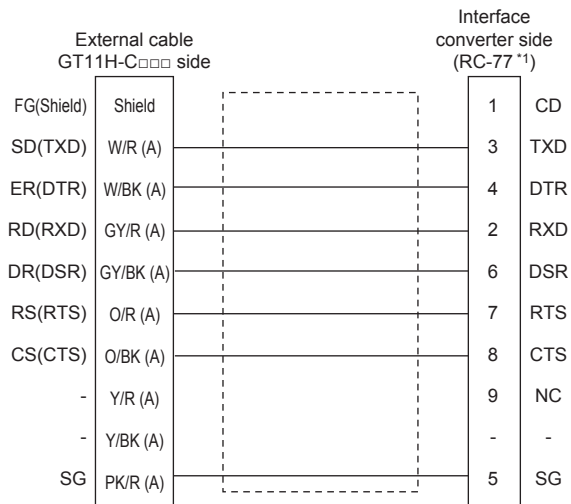 External cable
GT11H-C□□□ side
Interface
converter side
(RC-77 *1)
FG(Shield) Shield 1 CD
SD(TXD) W/R (A) 3 TXD
ER(DTR) W/BK (A) 4 DTR
RD(RXD) GY/R (A) 2 RXD
DR(DSR) GY/BK (A) 6 DSR
RS(RTS) O/R (A) 7 RTS
CS(CTS) O/BK (A) 8 CTS
- Y/R (A) 9 NC
- Y/BK (A) - -
SG PK/R (A) 5 SG